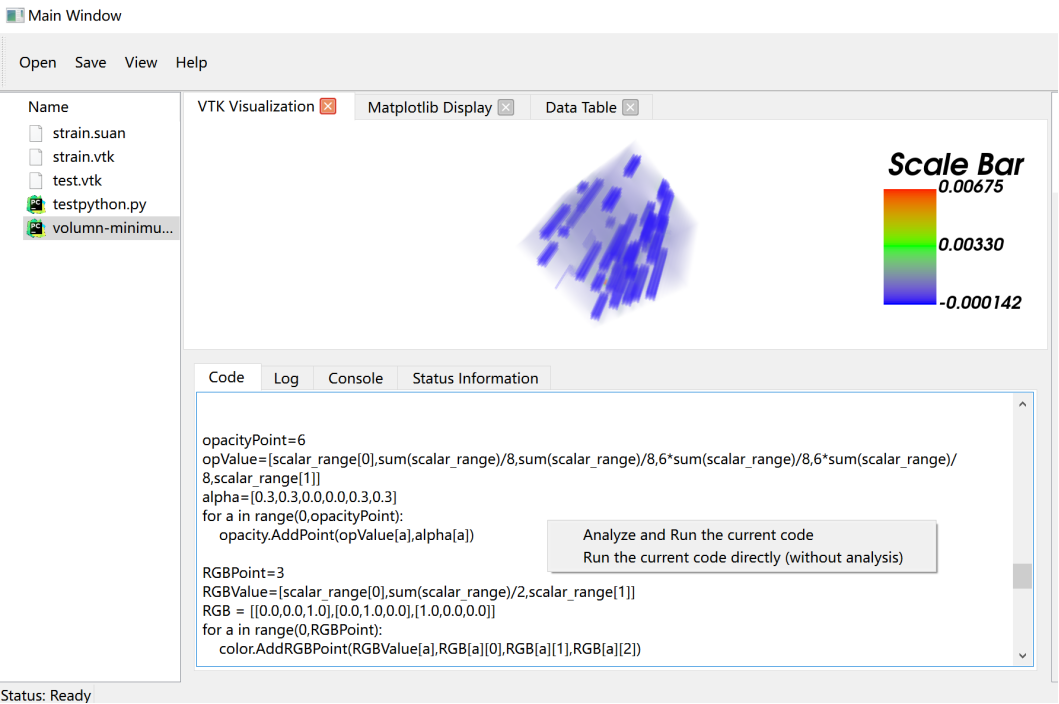 Main Window
Open Save View Help
Name
strain.suan
strain.vtk
test.vtk
testpython.py
volumn-minimu...
VTK Visualization Matplotlib Display Data Table
Scale Bar
0.00675
0.00330
-0.000142
Code Log Console Status Information
opacityPoint=6
opValue=[scalar_range[0],sum(scalar_range)/8,sum(scalar_range)/8,6*sum(scalar_range)/8,6*sum(scalar_range)/
8,scalar_range[1]]
alpha=[0.3,0.3,0.0,0.0,0.3,0.3]
for a in range(0,opacityPoint):
opacity.AddPoint(opValue[a],alpha[a])
Analyze and Run the current code
Run the current code directly (without analysis)
RGBPoint=3
RGBValue=[scalar_range[0],sum(scalar_range)/2,scalar_range[1]]
RGB = [[0.0,0.0,1.0],[0.0,1.0,0.0],[1.0,0.0,0.0]]
for a in range(0,RGBPoint):
color.AddRGBPoint(RGBValue[a],RGB[a][0],RGB[a][1],RGB[a][2])
Status: Ready